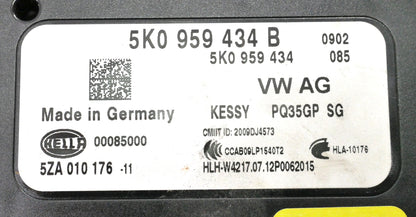 5K0 959 434 B 0902
5K0 959 434 085
VW AG
Made in Germany KESSY PQ35GP SG
CMIIT ID: 2009DJ4573
HELLA 00085000 CCAB09LP1540T2 HLA-10176
5ZA 010 176 -11 HLH-W4217.07.12P0062015